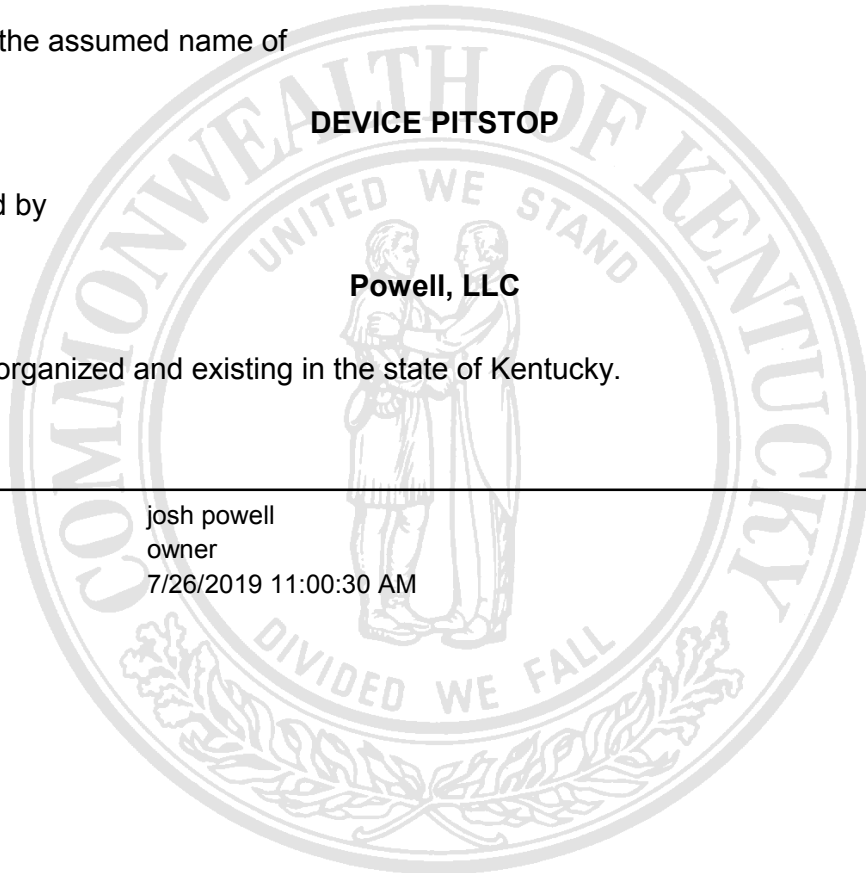 the assumed name of
DEVICE PITSTOP
d by
Powell, LLC
organized and existing in the state of Kentucky.
josh powell
owner
7/26/2019 11:00:30 AM
COMMONWEALTH OF KENTUCKY
UNITED WE STAND
DIVIDED WE FALL